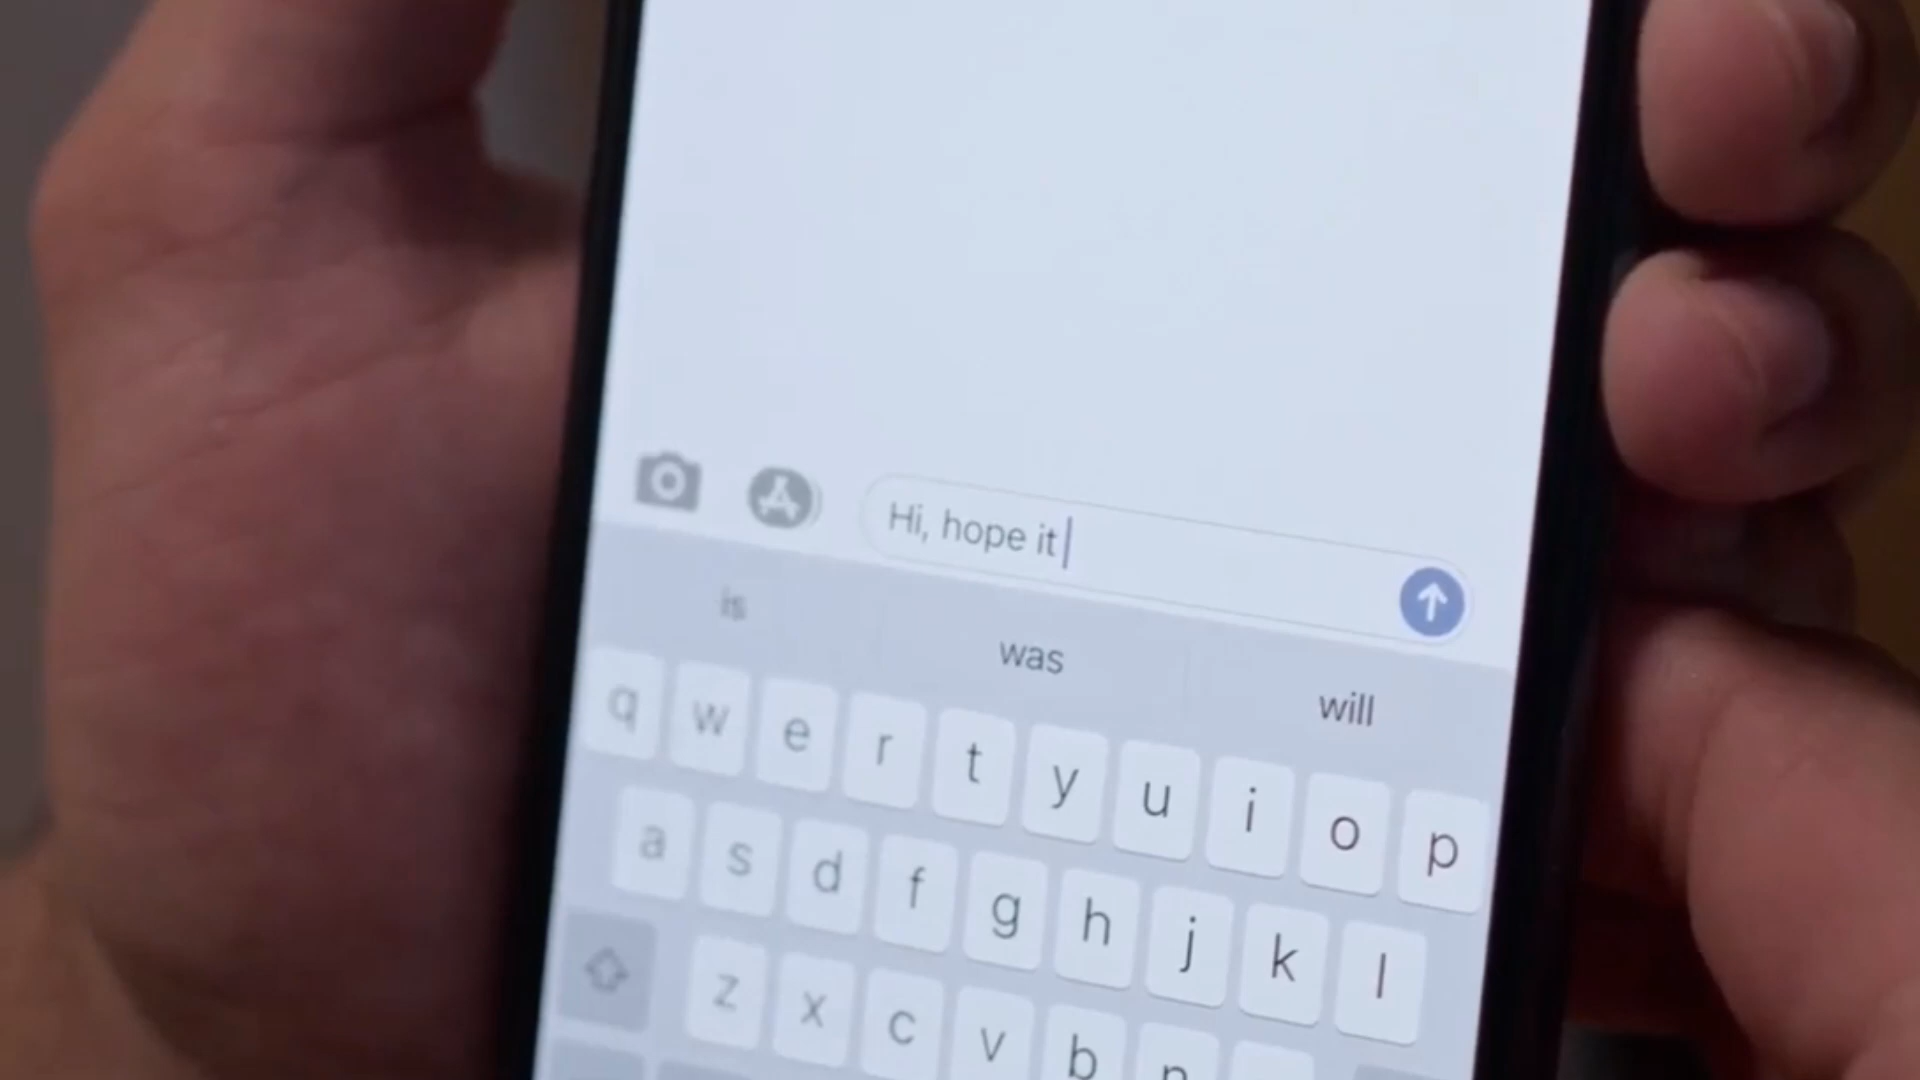 Hi, hope it
is was will
q w e r t y u i o p
a s d f g h j k l
z x c v b n